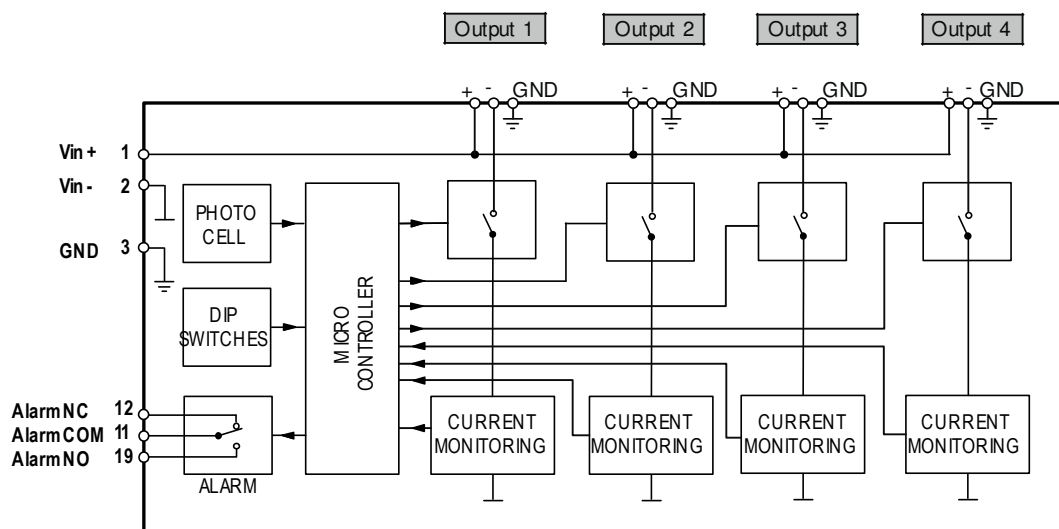 Output 1 Output 2 Output 3 Output 4
+ - GND + - GND + - GND + - GND
Vin + 1
Vin - 2
GND 3
PHOTO
CELL
DIP
SWITCHES
MICRO
CONTROLLER
Alarm NC 12
Alarm COM 11
Alarm NO 19
ALARM
CURRENT
MONITORING
CURRENT
MONITORING
CURRENT
MONITORING
CURRENT
MONITORING